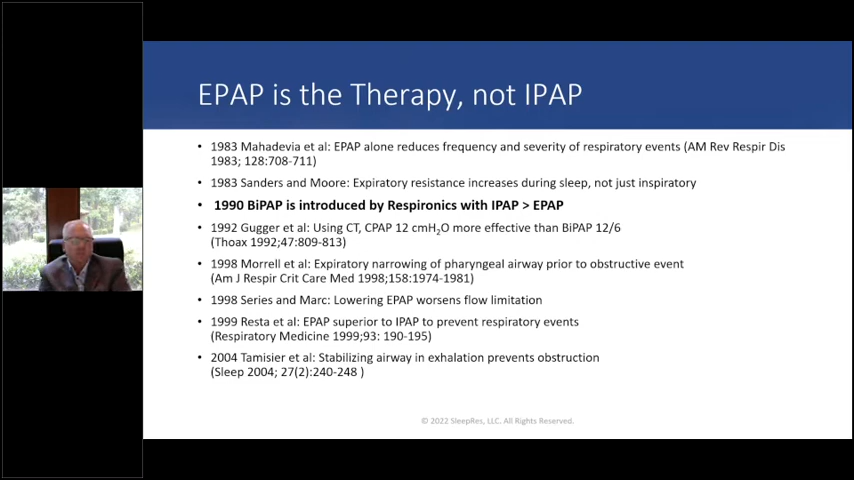 EPAP is the Therapy, not IPAP
• 1983 Mahadevia et al: EPAP alone reduces frequency and severity of respiratory events (AM Rev Respir Dis
1983; 128:708-711)
• 1983 Sanders and Moore: Expiratory resistance increases during sleep, not just inspiratory
• 1990 BiPAP is introduced by Respironics with IPAP > EPAP
• 1992 Gugger et al: Using CT, CPAP 12 cmH₂O more effective than BiPAP 12/6
(Thoax 1992;47:809-813)
• 1998 Morrell et al: Expiratory narrowing of pharyngeal airway prior to obstructive event
(Am J Respir Crit Care Med 1998;158:1974-1981)
• 1998 Series and Marc: Lowering EPAP worsens flow limitation
• 1999 Resta et al: EPAP superior to IPAP to prevent respiratory events
(Respiratory Medicine 1999;93: 190-195)
• 2004 Tamisier et al: Stabilizing airway in exhalation prevents obstruction
(Sleep 2004; 27(2):240-248 )
© 2022 SleepRes, LLC. All Rights Reserved.